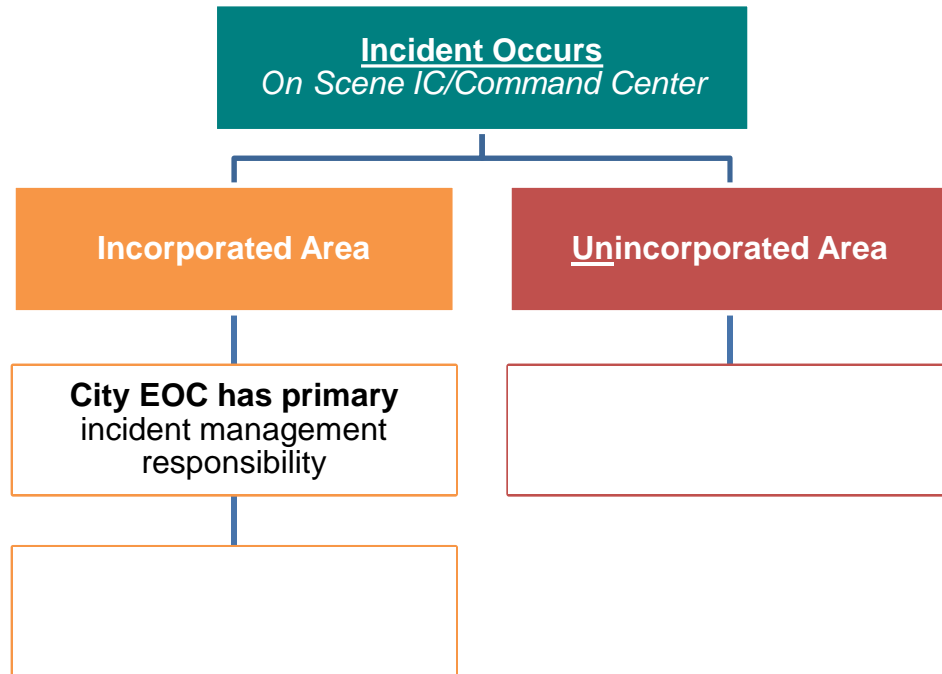 Incident Occurs
On Scene IC/Command Center
Incorporated Area
Unincorporated Area
City EOC has primary
incident management
responsibility